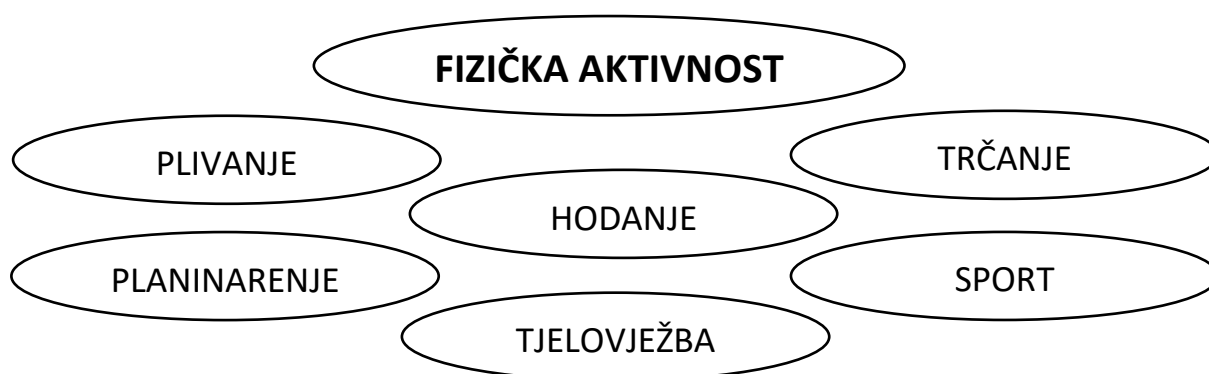 FIZIČKA AKTIVNOST
PLIVANJE
TRČANJE
HODANJE
PLANINARENJE
SPORT
TJELOVJEŽBA